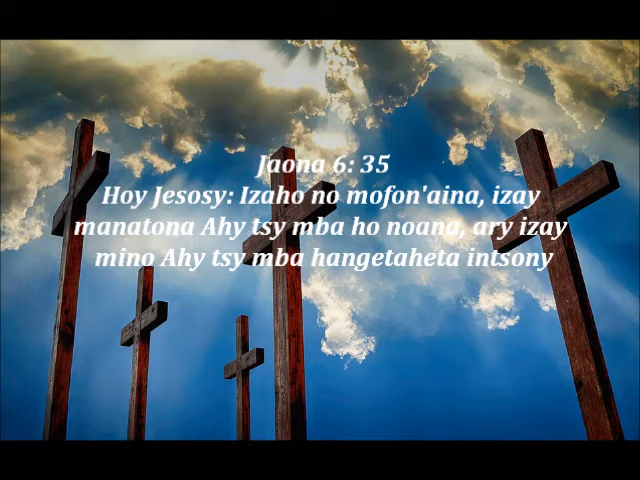 Jaona 6: 35
Hoy Jesosy: Izaho no mofon'aina, izay
manatona Ahy tsy mba ho noana, ary izay
mino Ahy tsy mba hangetaheta intsony